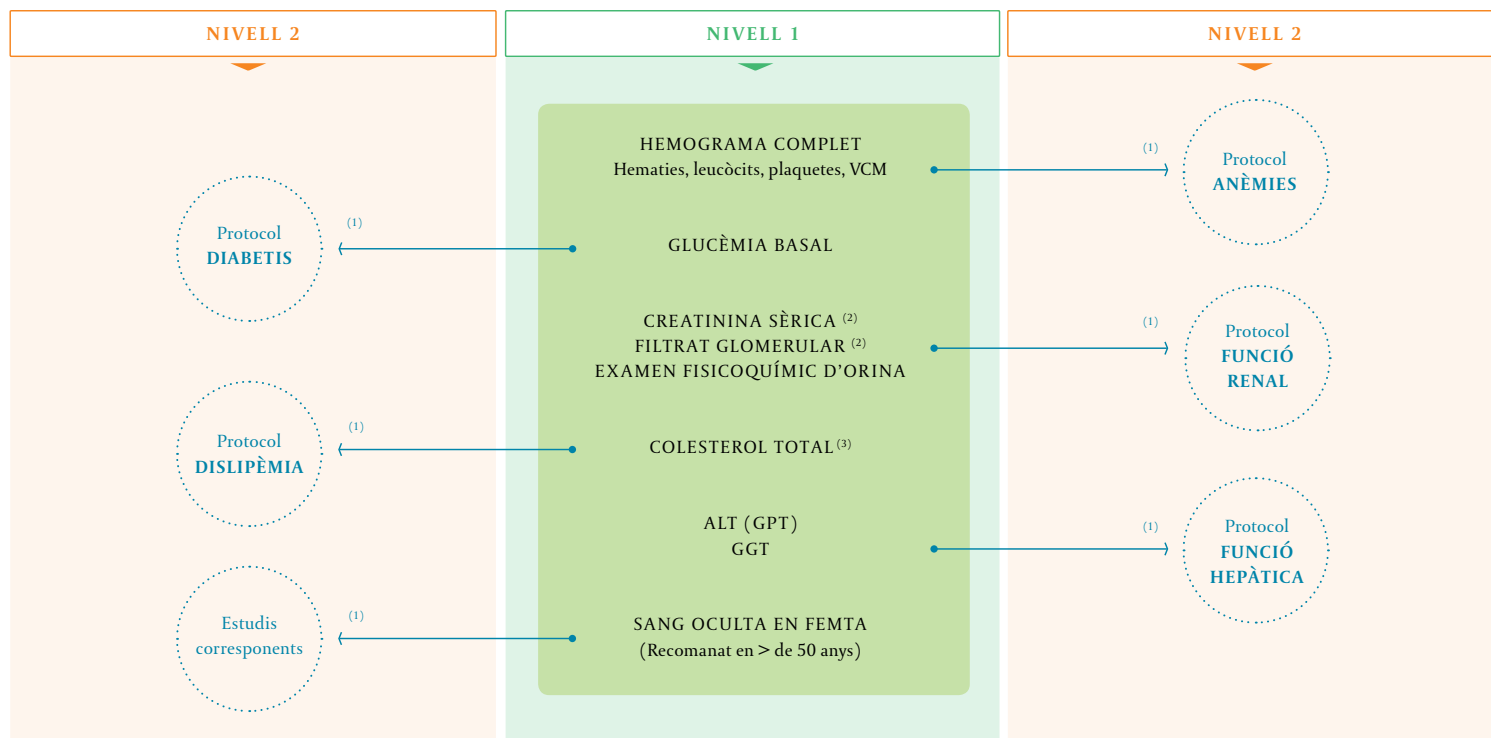 NIVELL 2
NIVELL 1
NIVELL 2
HEMOGRAMA COMPLET
Hematies, leucòcits, plaquetes, VCM
(1)
Protocol
ANÈMIES
(1)
Protocol
DIABETIS
GLUCÈMIA BASAL
CREATININA SÈRICA (2)
FILTRAT GLOMERULAR (2)
EXAMEN FISICOQUÍMIC D’ORINA
(1)
Protocol
FUNCIÓ
RENAL
(1)
Protocol
DISLIPÈMIA
COLESTEROL TOTAL (3)
ALT (GPT)
GGT
(1)
Protocol
FUNCIÓ
HEPÀTICA
(1)
Estudis
corresponents
SANG OCULTA EN FEMTA
(Recomanat en > de 50 anys)